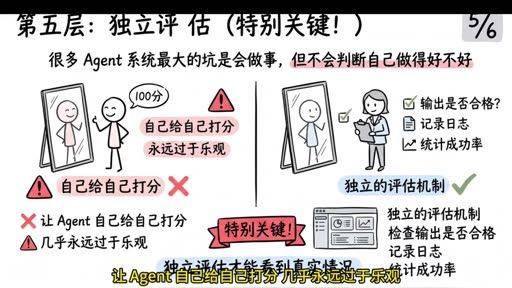 第五层：独立评 估（特别关键！）
5/6
很多 Agent 系统最大的坑是会做事，但不会判断自己做得好不好
100分
自己给自己打分
永远过于乐观
自己给自己打分
让 Agent 自己给自己打分
几乎永远过于乐观
输出是否合格?
记录日志
统计成功率
独立的评估机制
特别关键!
独立的评估机制
检查输出是否合格
记录日志
统计成功率
独立评估才能看到真实情况
让 Agent 自己给自己打分 几乎永远过于乐观